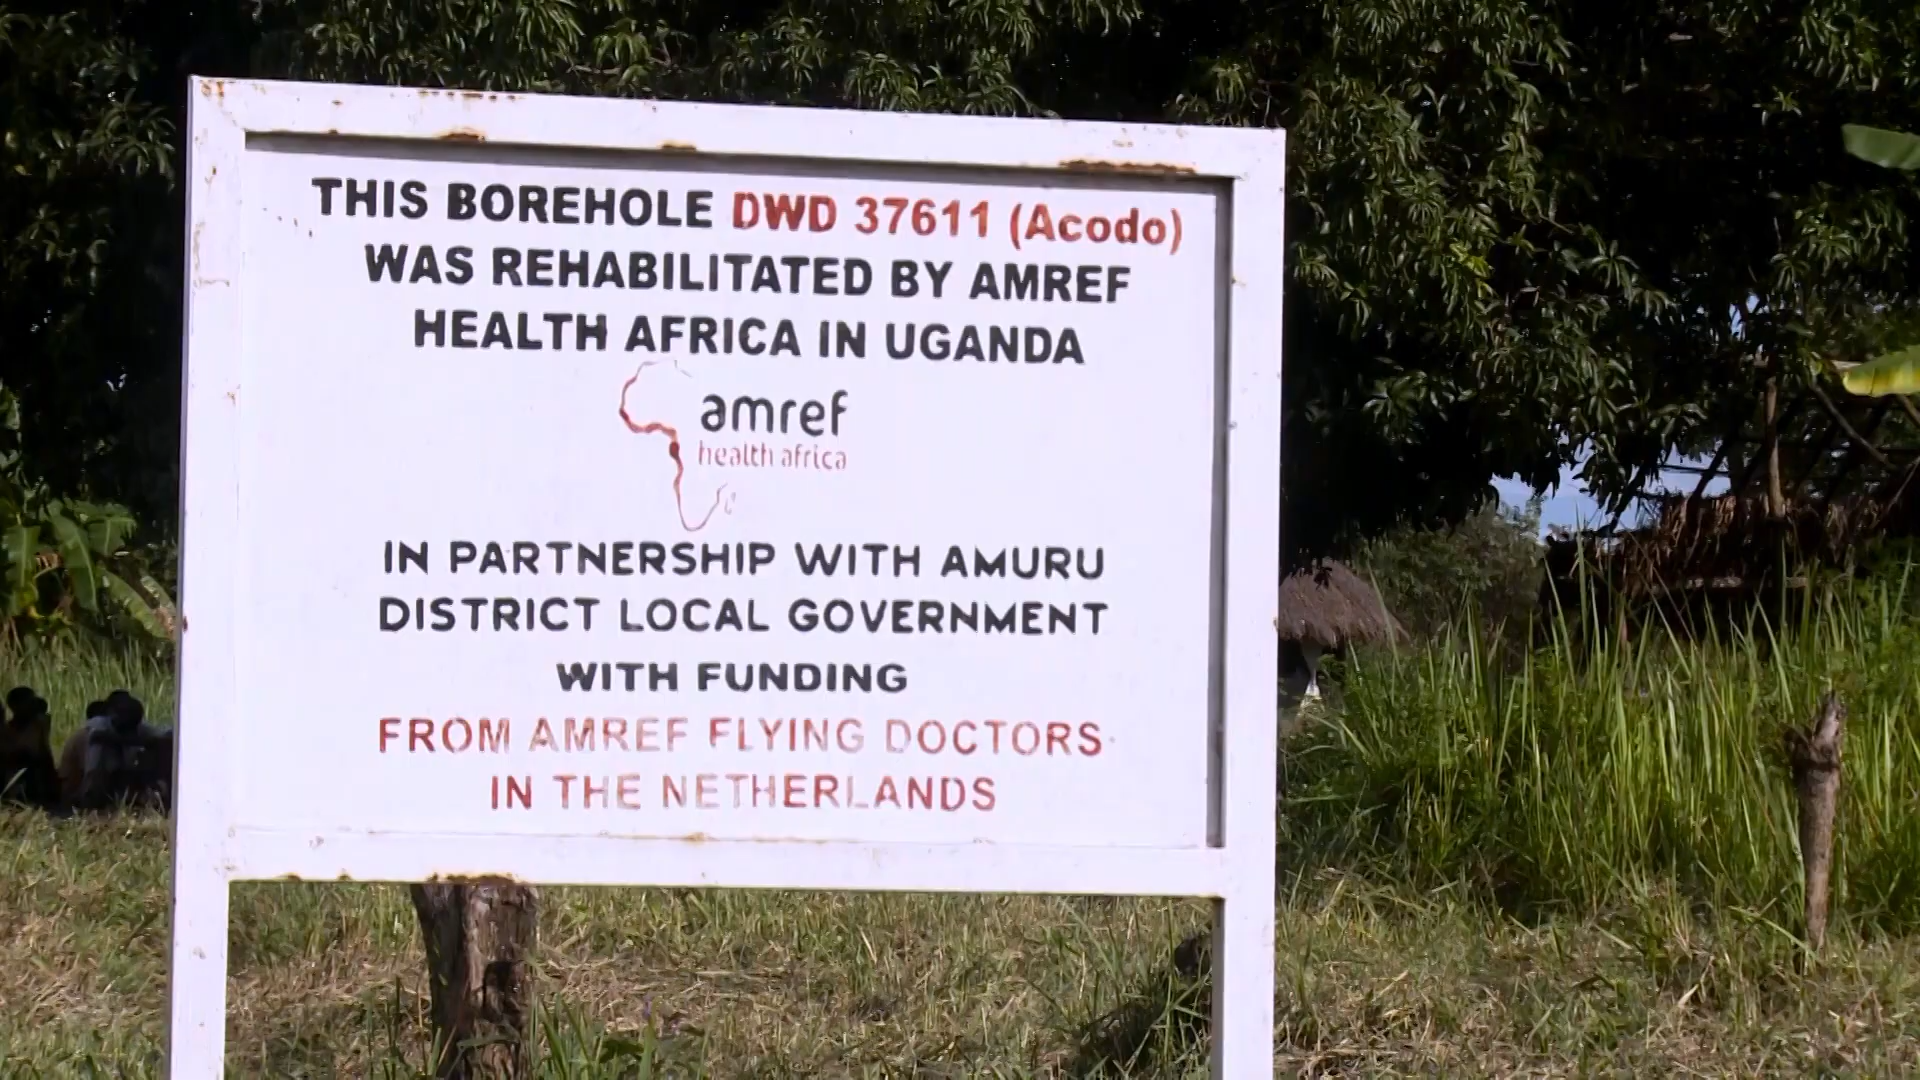 THIS BOREHOLE DWD 37611 (Acodo)
WAS REHABILITATED BY AMREF
HEALTH AFRICA IN UGANDA
amref
health africa
IN PARTNERSHIP WITH AMURU
DISTRICT LOCAL GOVERNMENT
WITH FUNDING
FROM AMREF FLYING DOCTORS
IN THE NETHERLANDS